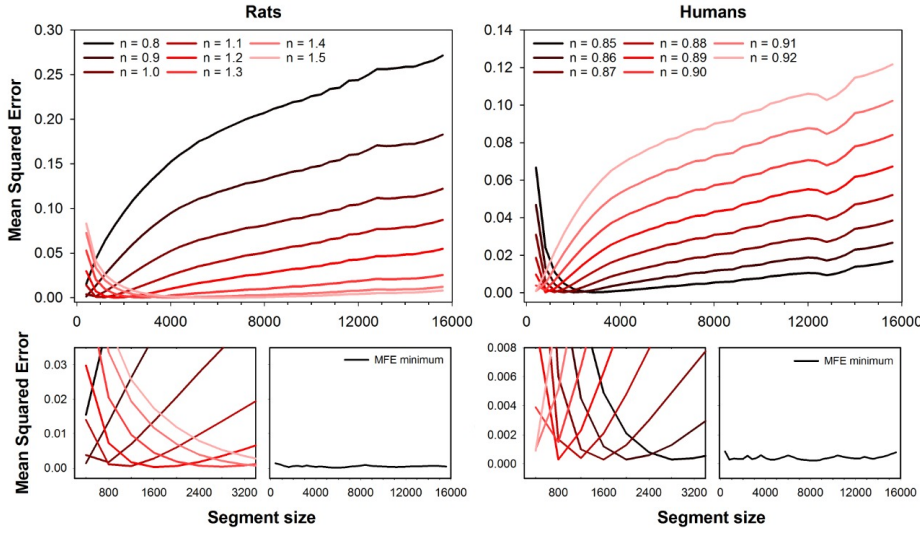 Rats
Humans
Mean Squared Error
0.30
0.25
0.20
0.15
0.10
0.05
0.00
n = 0.8
n = 0.9
n = 1.0
n = 1.1
n = 1.2
n = 1.3
n = 1.4
n = 1.5
0 4000 8000 12000 16000
0.14
0.12
0.10
0.08
0.06
0.04
0.02
0.00
n = 0.85
n = 0.86
n = 0.87
n = 0.88
n = 0.89
n = 0.90
n = 0.91
n = 0.92
0 4000 8000 12000 16000
Mean Squared Error
0.03
0.02
0.01
0.00
800 1600 2400 3200
MFE minimum
0 4000 8000 12000 16000
Segment size
0.008
0.006
0.004
0.002
0.000
800 1600 2400 3200
MFE minimum
0 4000 8000 12000 16000
Segment size